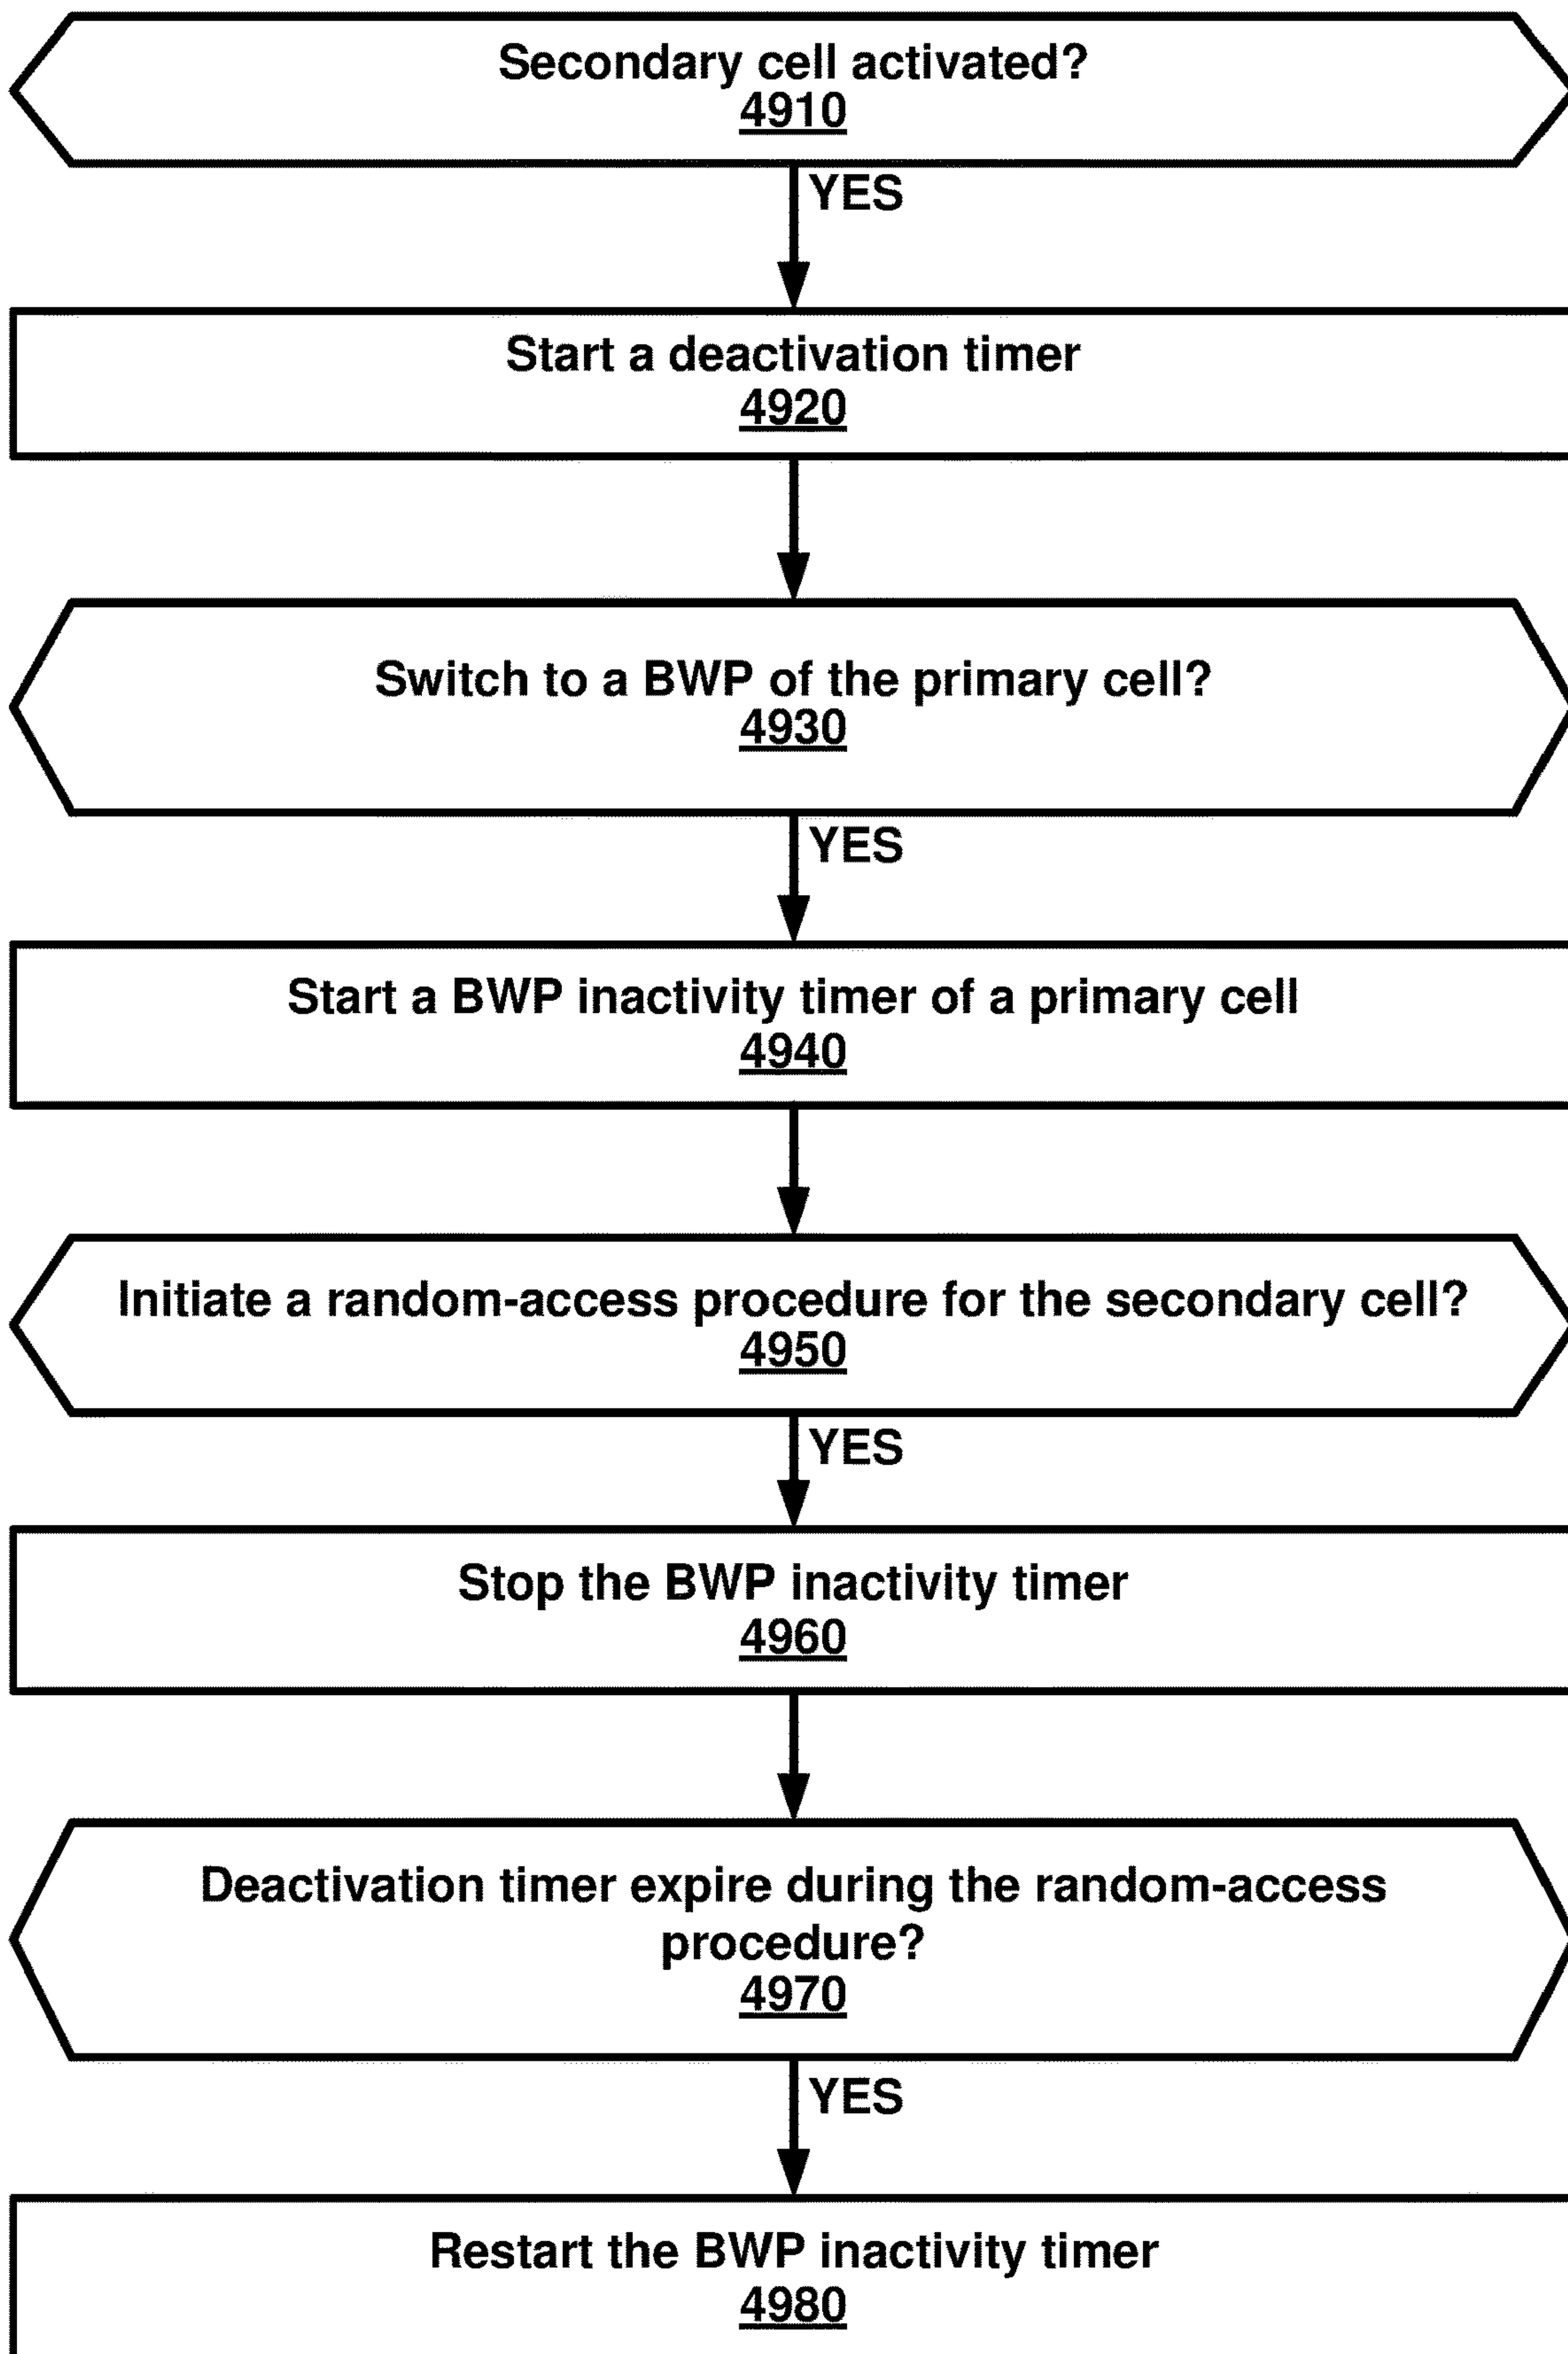 Secondary cell activated?
4910
YES
Start a deactivation timer
4920
Switch to a BWP of the primary cell?
4930
YES
Start a BWP inactivity timer of a primary cell
4940
Initiate a random-access procedure for the secondary cell?
4950
YES
Stop the BWP inactivity timer
4960
Deactivation timer expire during the random-access
procedure?
4970
YES
Restart the BWP inactivity timer
4980